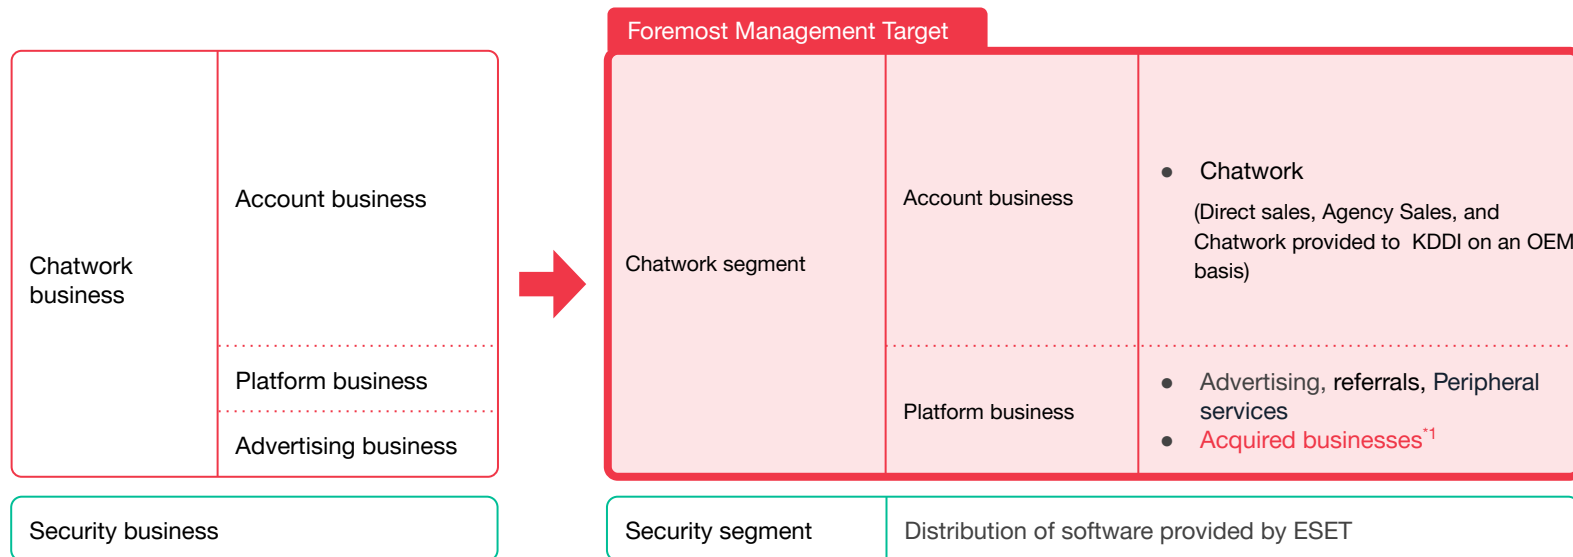 Foremost Management Target
Chatwork
business
Account business
Platform business
Advertising business
Security business
Chatwork segment
Account business
● Chatwork
(Direct sales, Agency Sales, and
Chatwork provided to KDDI on an OEM
basis)
Platform business
● Advertising, referrals, Peripheral
services
● Acquired businesses*1
Security segment
Distribution of software provided by ESET